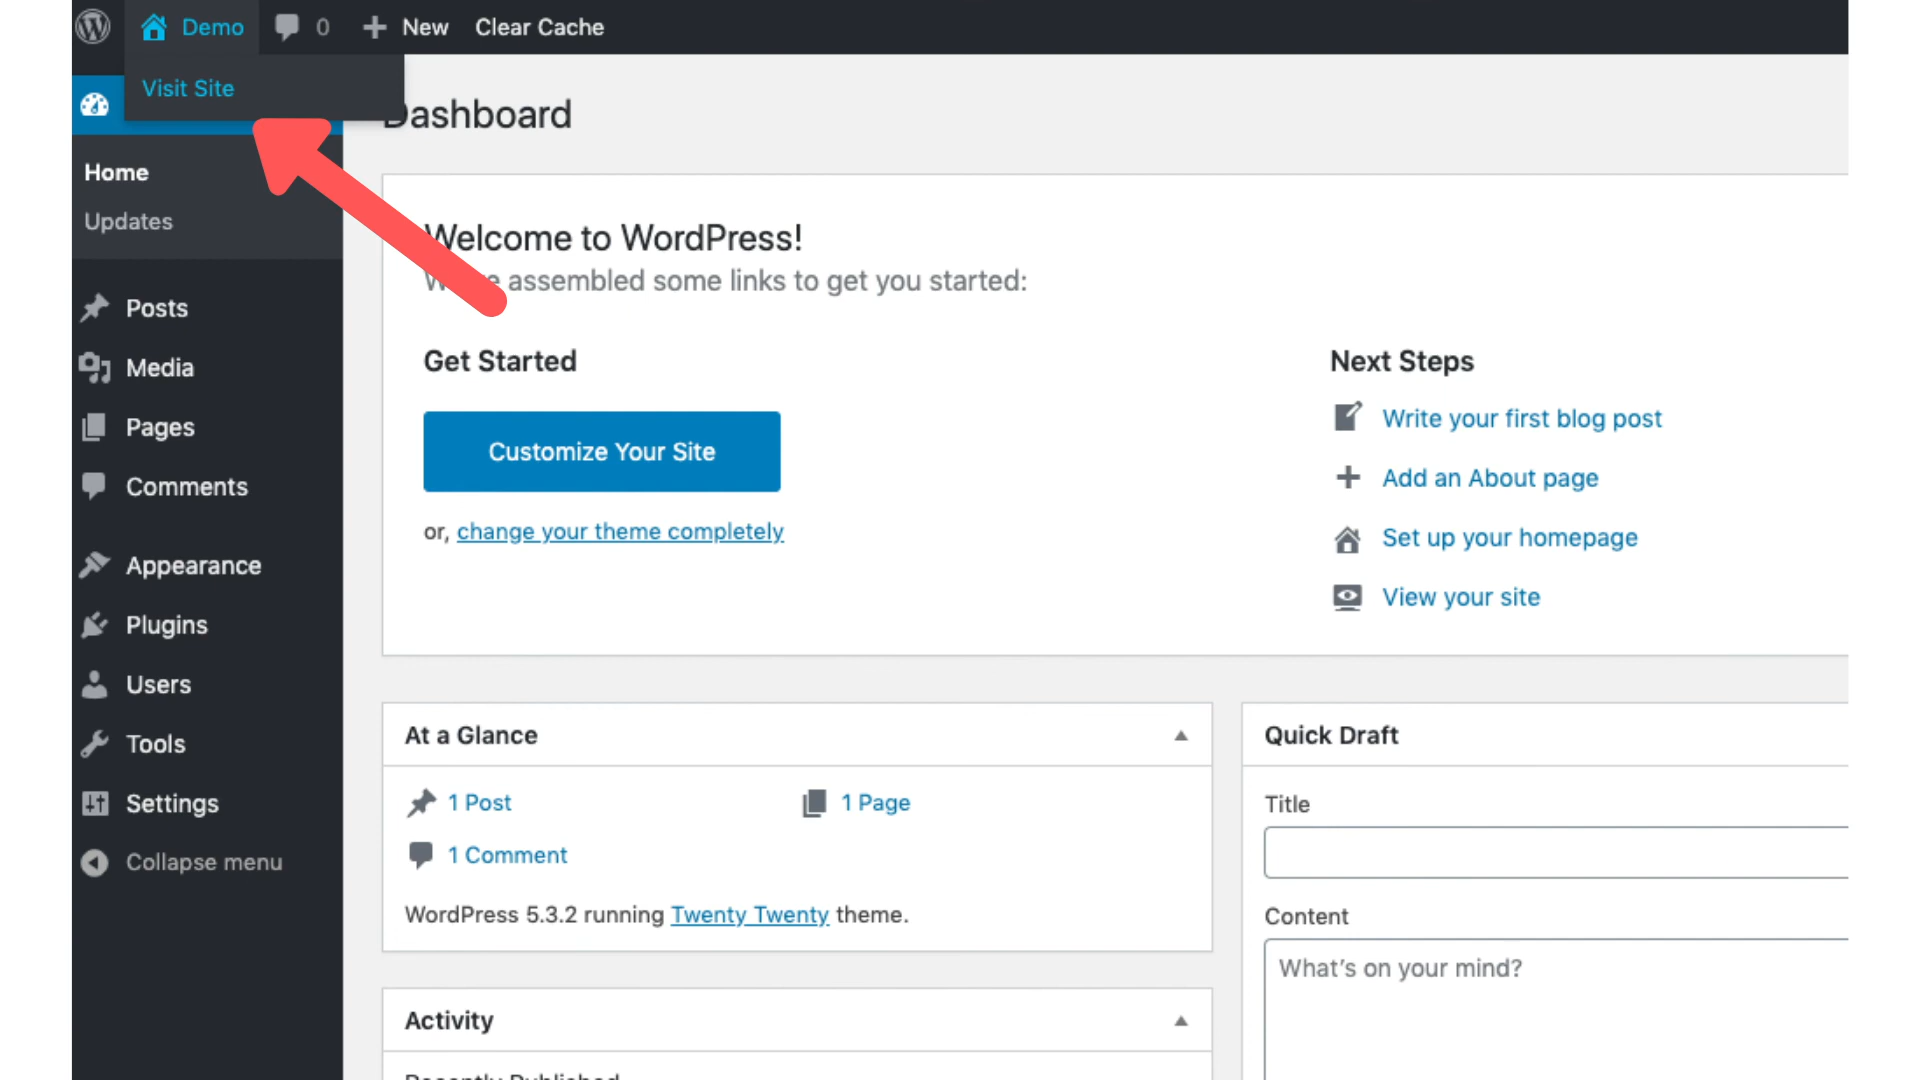 Demo 0 New Clear Cache
Visit Site
Dashboard
Home
Updates
Posts
Media
Pages
Comments
Appearance
Plugins
Users
Tools
Settings
Collapse menu
Welcome to WordPress!
assembled some links to get you started:
Get Started
Customize Your Site
or, change your theme completely
Next Steps
Write your first blog post
Add an About page
Set up your homepage
View your site
At a Glance
1 Post
1 Page
1 Comment
WordPress 5.3.2 running Twenty Twenty theme.
Activity
Recently Published
Quick Draft
Title
Content
What’s on your mind?